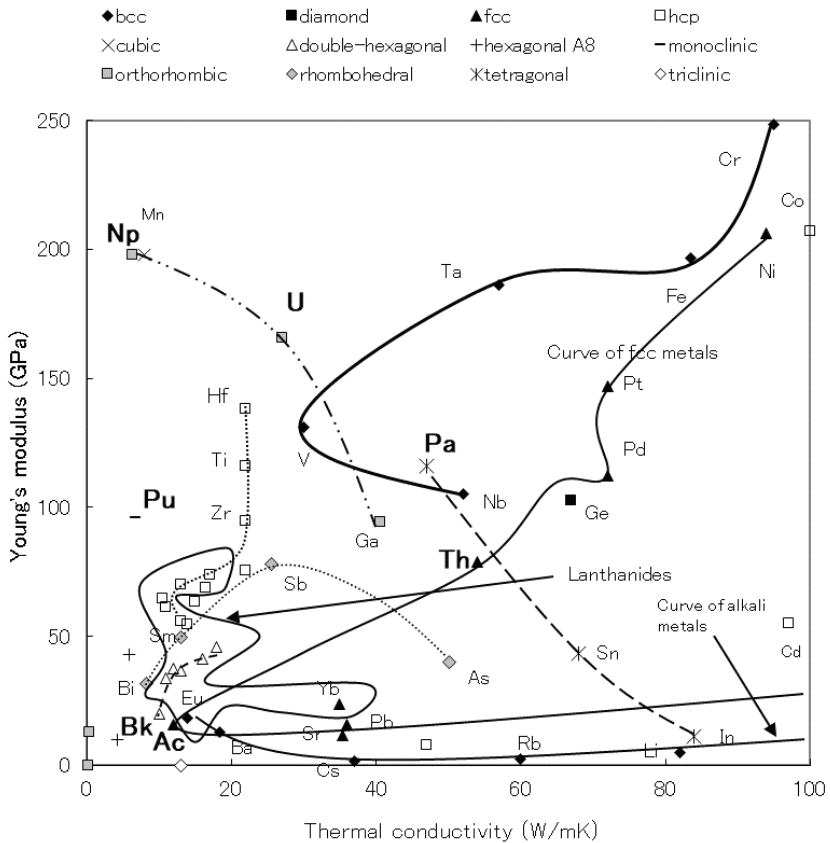 bcc diamond fcc hcp
cubic double-hexagonal hexagonal A8 monoclinic
orthorhombic rhombohedral tetragonal triclinic
250
Cr
Co
Mn
Np
200
Ta
Ni
U
Fe
Curve of fcc metals
150
Hf
Pt
Pa
Ti
V
Pd
Pu
Nb
Zr
Ge
100
Ga
Th
Sb
Lanthanides
Curve of alkali
metals
50
Sm
Sn
Cd
As
Bi
Eu
Yb
Bk
Ac
Pb
Sr
Ba
Rb
Li
In
Cs
0
0 20 40 60 80 100
Thermal conductivity (W/mK)
Young's modulus (GPa)